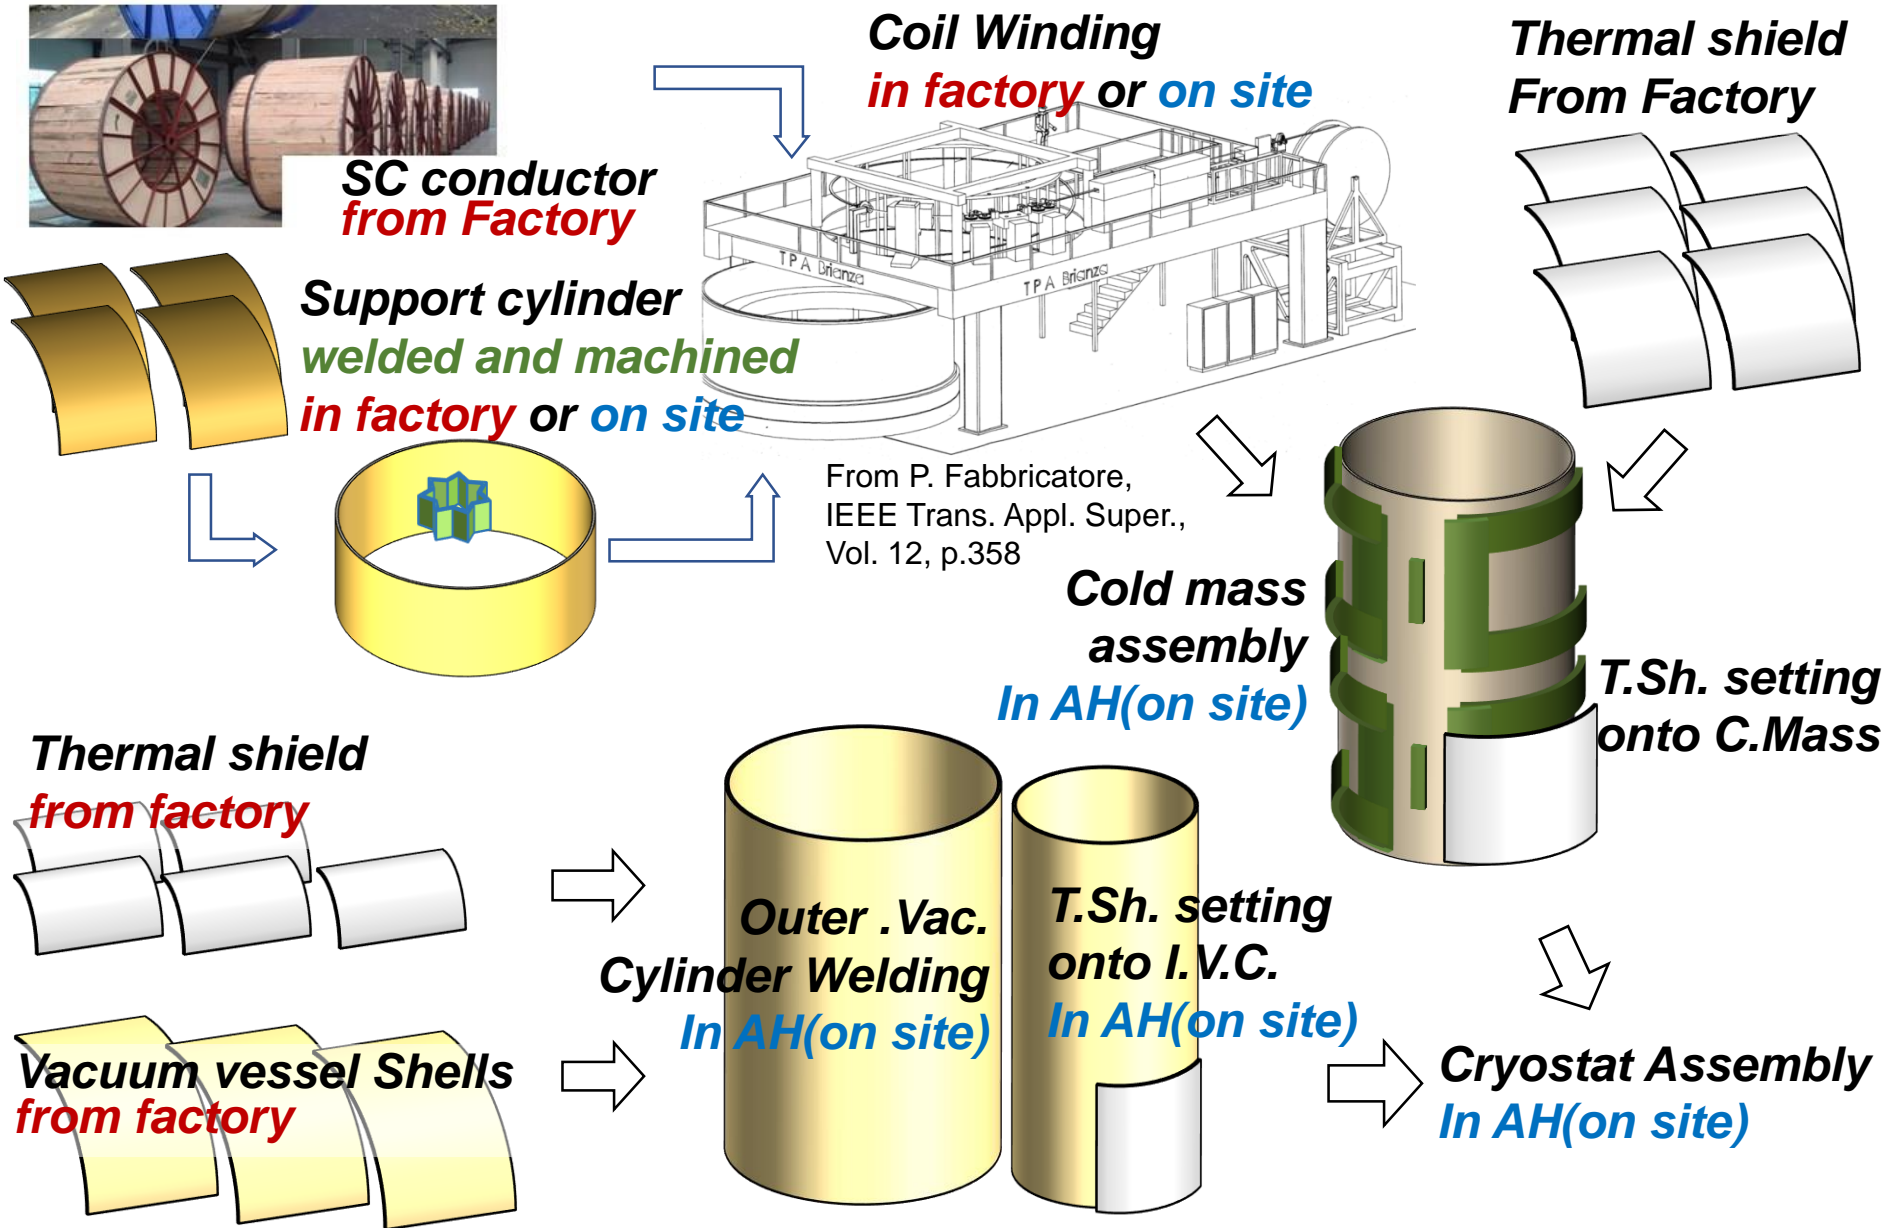 Coil Winding
in factory or on site
Thermal shield
From Factory
SC conductor
from Factory
TPA Brianza
TPA Brianza
Support cylinder
welded and machined
in factory or on site
From P. Fabbricatore,
IEEE Trans. Appl. Super.,
Vol. 12, p.358
Cold mass
assembly
In AH(on site)
T.Sh. setting
onto C.Mass
Thermal shield
from factory
Outer .Vac.
Cylinder Welding
In AH(on site)
T.Sh. setting
onto I.V.C.
In AH(on site)
Vacuum vessel Shells
from factory
Cryostat Assembly
In AH(on site)